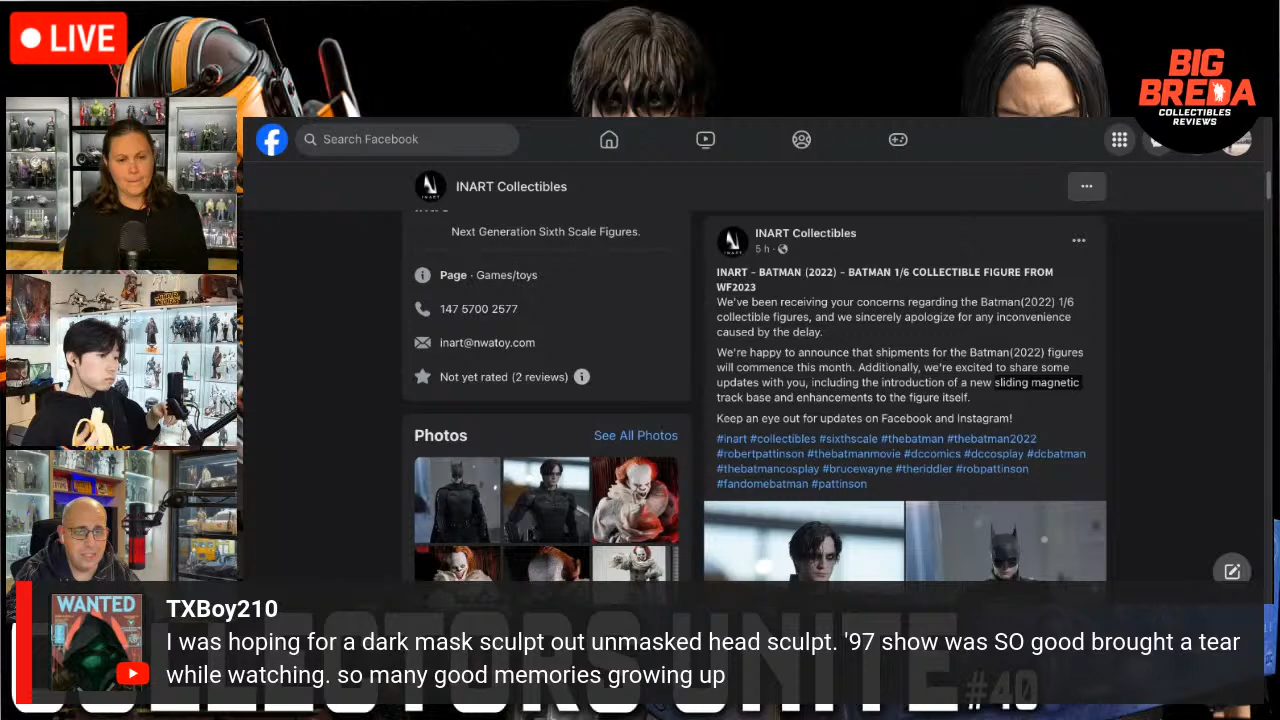 LIVE
BIG
BREDA
COLLECTIBLES
REVIEWS
Search Facebook
INART Collectibles
Next Generation Sixth Scale Figures.
Page · Games/toys
147 5700 2577
inart@nwatoy.com
Not yet rated (2 reviews)
Photos
See All Photos
INART Collectibles
5 h ·
INART - BATMAN (2022) - BATMAN 1/6 COLLECTIBLE FIGURE FROM
WF2023
We've been receiving your concerns regarding the Batman(2022) 1/6
collectible figures, and we sincerely apologize for any inconvenience
caused by the delay.
We're happy to announce that shipments for the Batman(2022) figures
will commence this month. Additionally, we're excited to share some
updates with you, including the introduction of a new sliding magnetic
track base and enhancements to the figure itself.
Keep an eye out for updates on Facebook and Instagram!
#inart #collectibles #sixthscale #thebatman #thebatman2022
#robertpattinson #thebatmanmovie #dccomics #dccosplay #dcbatman
#thebatmancosplay #brucewayne #theriddler #robpattinson
#fandomebatman #pattinson
WANTED
TXBoy210
I was hoping for a dark mask sculpt out unmasked head sculpt. '97 show was SO good brought a tear
while watching. so many good memories growing up
COLLECTORS UNITE #40